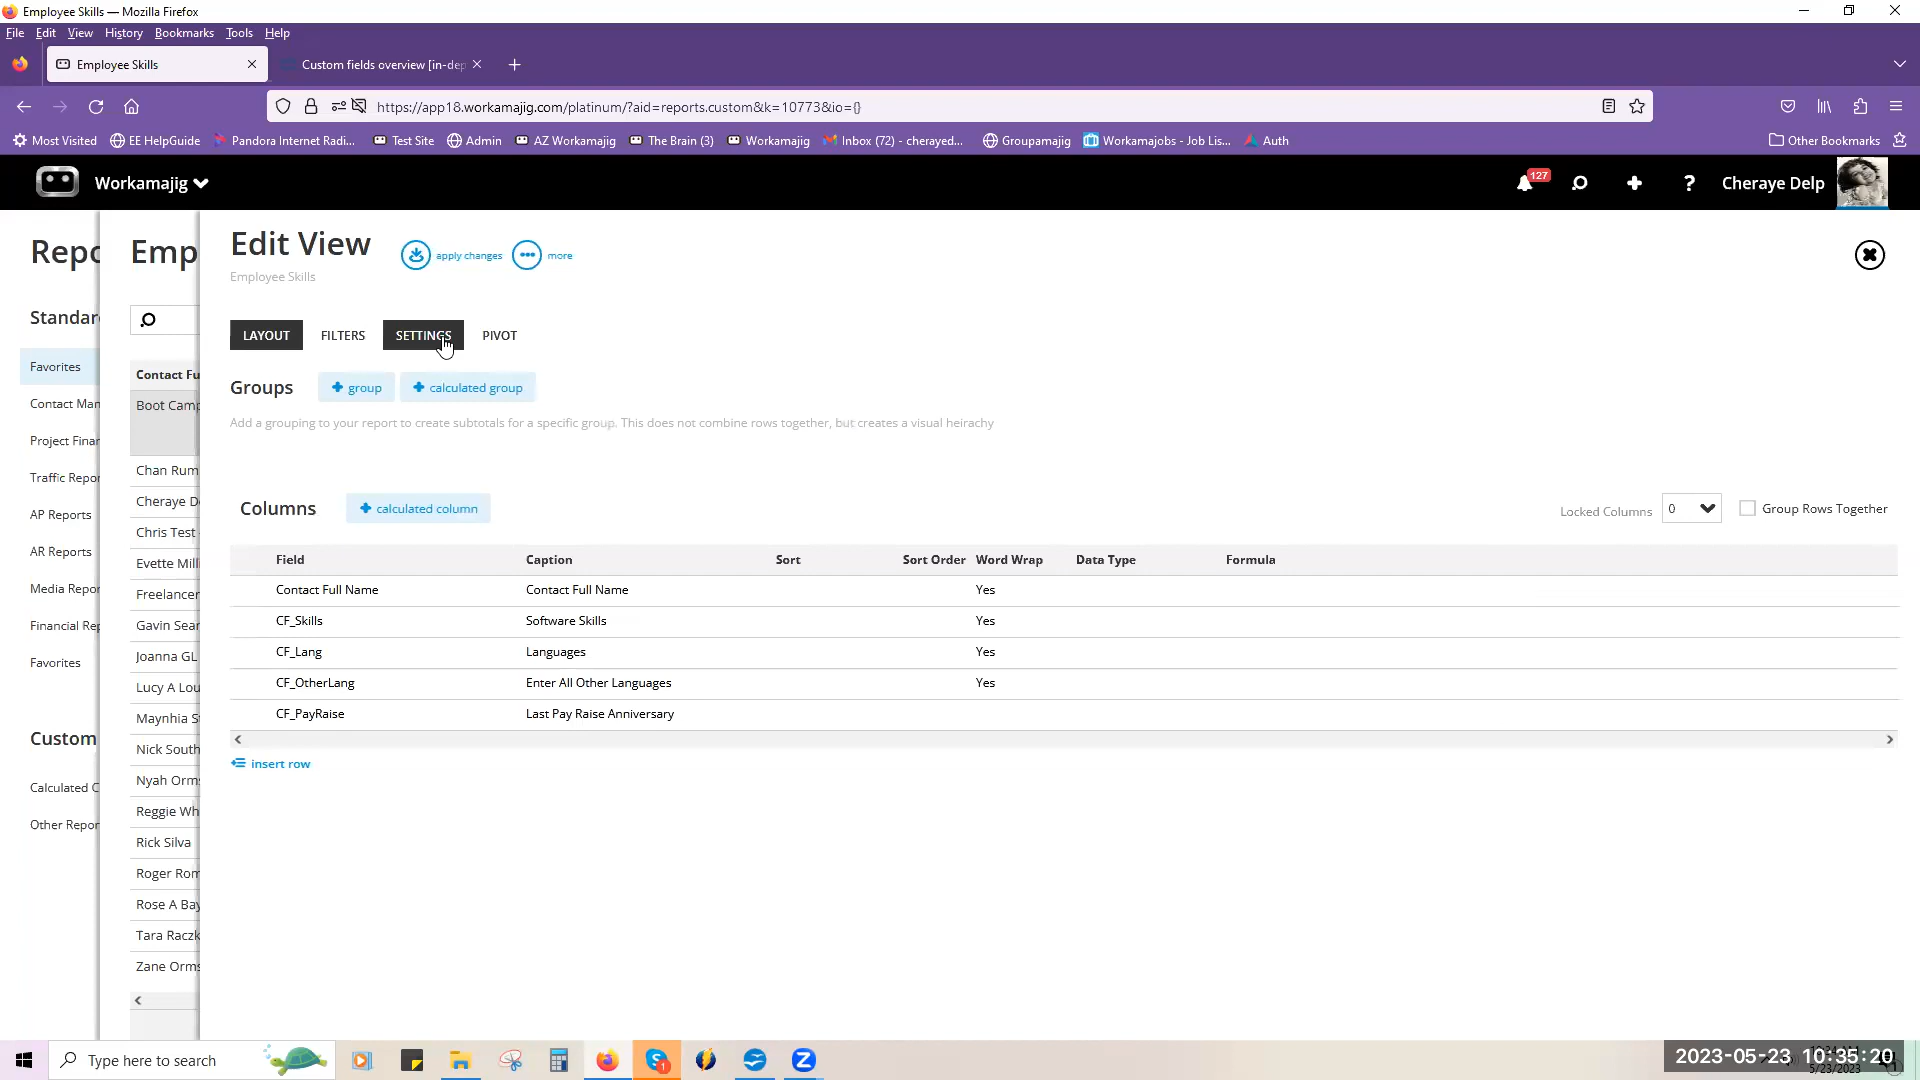 Employee Skills — Mozilla Firefox
File Edit View History Bookmarks Tools Help
Employee Skills
Custom fields overview [in-dep
https://app18.workamajig.com/platinum/?aid=reports.custom&k=10773&io={}
Most Visited EE HelpGuide Pandora Internet Radi... Test Site Admin AZ Workamajig The Brain (3) Workamajig Inbox (72) - cherayed... Groupamajig Workamajobs - Job Lis... Auth Other Bookmarks
Workamajig 127 ? Cheraye Delp
Repo
Emp
Edit View
apply changes
more
Employee Skills
Standar
LAYOUT FILTERS SETTINGS PIVOT
Favorites
Contact Man
Project Finar
Traffic Repor
AP Reports
AR Reports
Media Repor
Financial Rep
Favorites
Custom
Calculated C
Other Repor
Contact Fu
Boot Camp
Chan Rum
Cheraye De
Chris Test -
Evette Milli
Freelancer
Gavin Sear
Joanna GL
Lucy A Lou
Maynhia St
Nick South
Nyah Orms
Reggie Wh
Rick Silva
Roger Rom
Rose A Bay
Tara Raczk
Zane Orms
Groups + group + calculated group
Add a grouping to your report to create subtotals for a specific group. This does not combine rows together, but creates a visual heirachy
Columns + calculated column Locked Columns 0 Group Rows Together
Field Caption Sort Sort Order Word Wrap Data Type Formula
Contact Full Name Contact Full Name Yes
CF_Skills Software Skills Yes
CF_Lang Languages Yes
CF_OtherLang Enter All Other Languages Yes
CF_PayRaise Last Pay Raise Anniversary
insert row
Type here to search
2023-05-23 10:35:20
5/23/2023